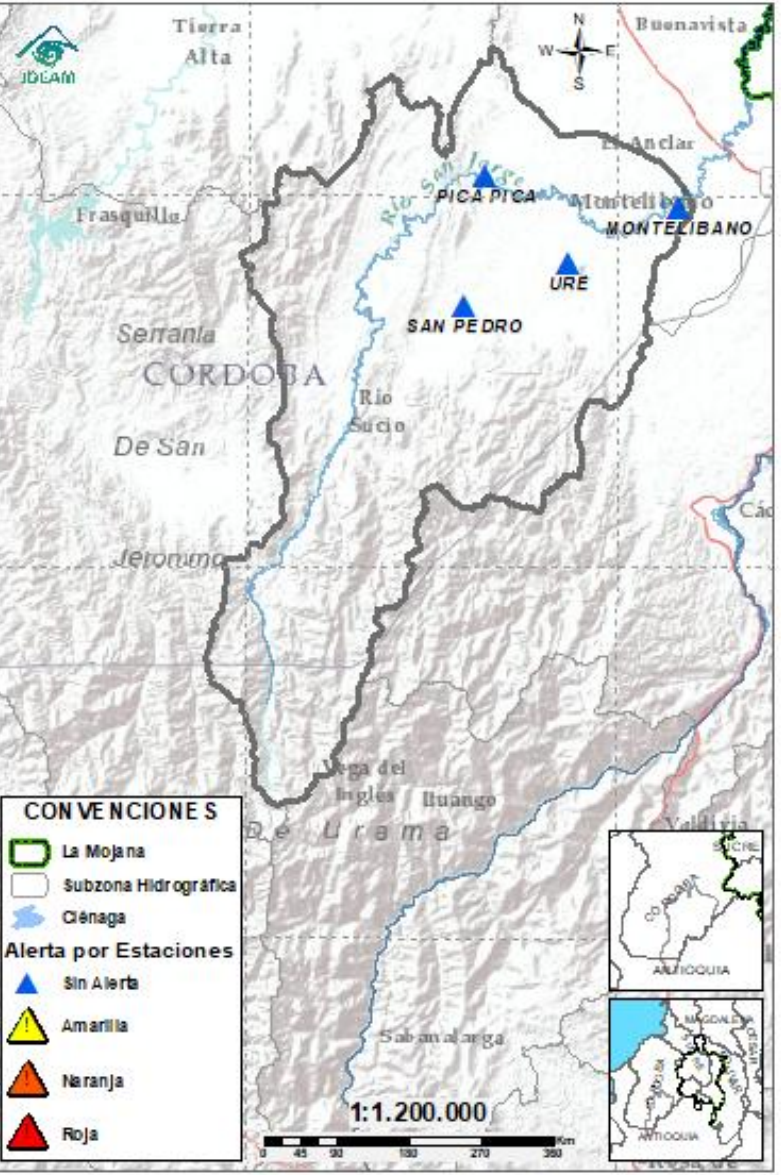 IDEAM
Tierra
Alta
Buenavista
N
W E
S
El Anclar
Río San Jorge
PICA PICA
Montelíbano
MONTELIBANO
Frasquillo
URE
SAN PEDRO
Serranía
CÓRDOBA
Río
Sucio
De San
Các
Jerónimo
Vega del
Inglés
Ituango
De Urama
Valdivia
Sabanalarga
CONVENCIONES
La Mojana
Subzona Hidrográfica
Ciénaga
Alerta por Estaciones
Sin Alerta
Amarilla
Naranja
Roja
SUCRE
CORDOBA
ANTIOQUIA
MAGDALENA
CESAR
ANTIOQUIA
1:1.200.000
Km
0 45 90 180 270 360